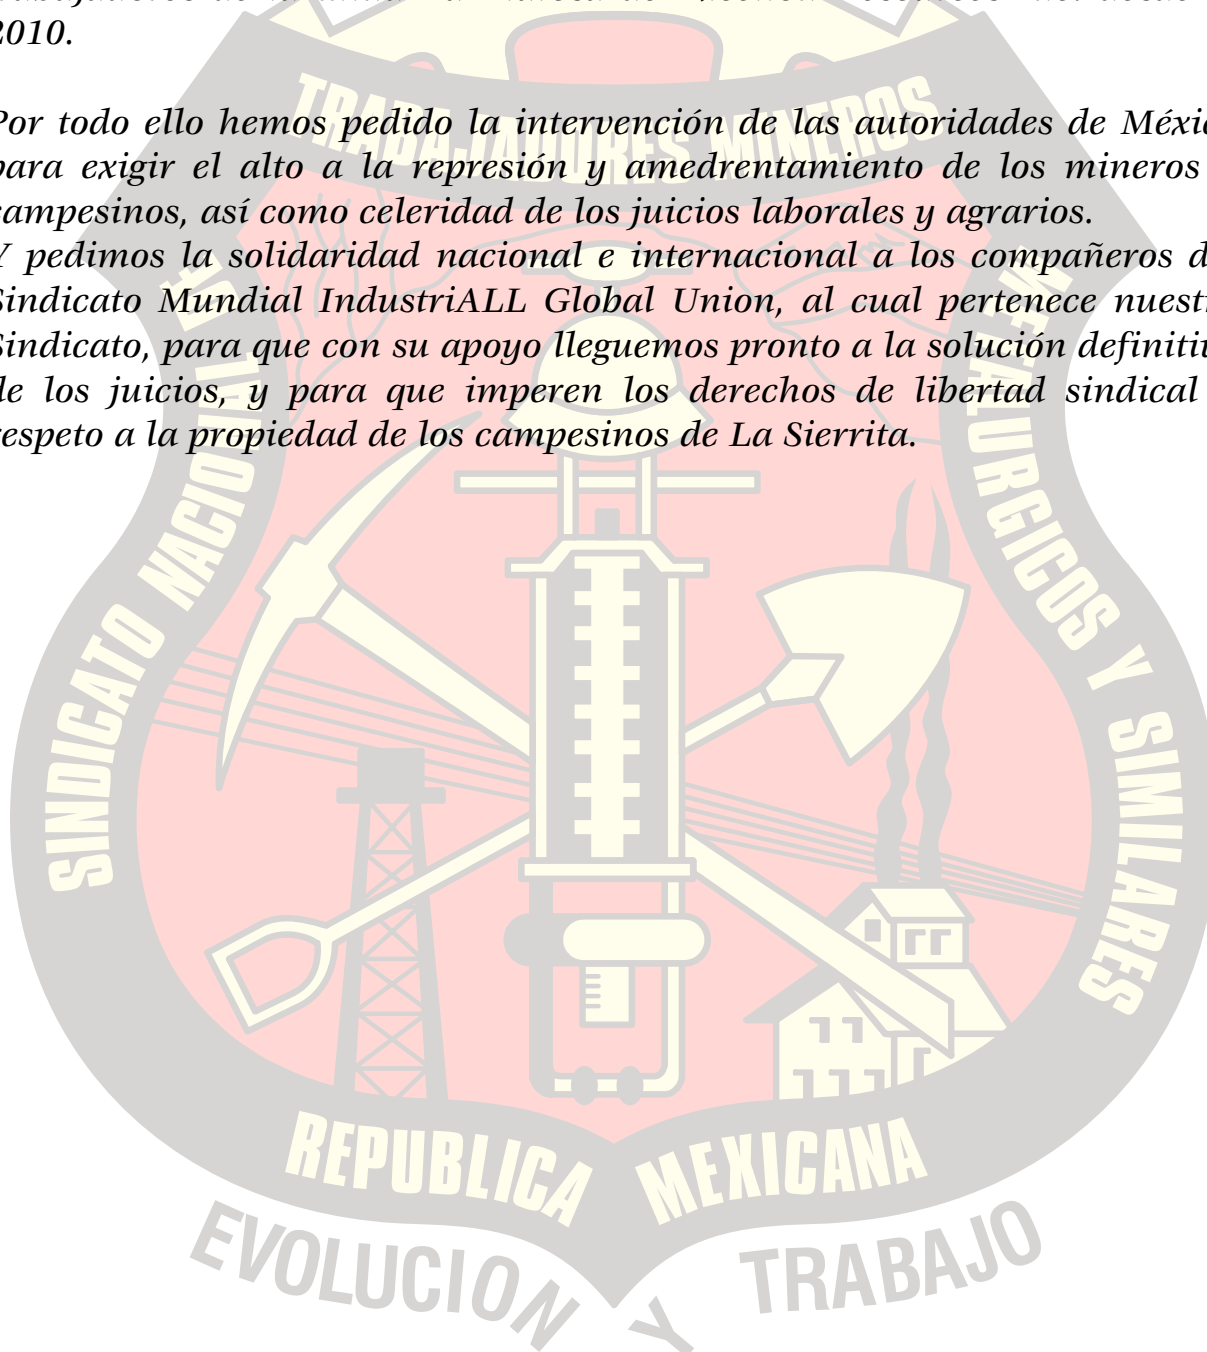 2010.
Por todo ello hemos pedido la intervención de las autoridades de Méxic
para exigir el alto a la represión y amedrentamiento de los mineros
campesinos, así como celeridad de los juicios laborales y agrarios.
Y pedimos la solidaridad nacional e internacional a los compañeros d
Sindicato Mundial IndustriALL Global Union, al cual pertenece nuestr
Sindicato, para que con su apoyo lleguemos pronto a la solución definitiv
de los juicios, y para que imperen los derechos de libertad sindical
respeto a la propiedad de los campesinos de La Sierrita.
SINDICATO NACIONAL DE
TRABAJADORES MINEROS
METALURGICOS Y SIMILARES
REPUBLICA MEXICANA
EVOLUCION Y TRABAJO